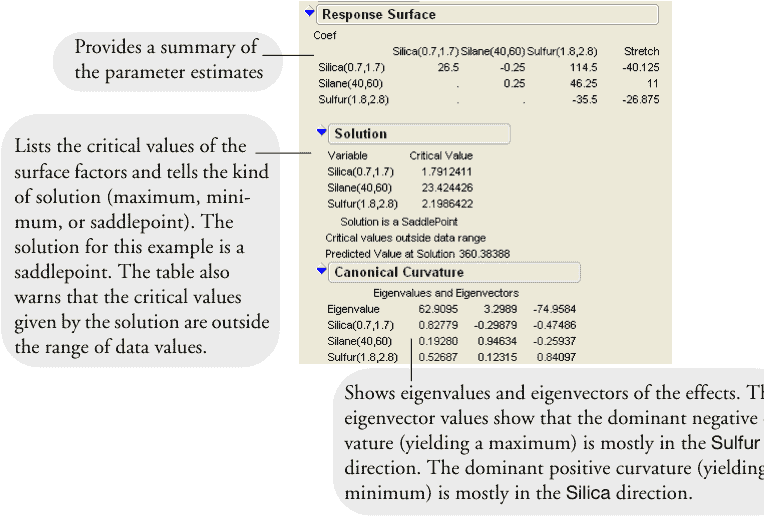 Response Surface
Coef
Silica(0.7,1.7) Silane(40,60) Sulfur(1.8,2.8) Stretch
Silica(0.7,1.7) 26.5 -0.25 114.5 -40.125
Silane(40,60) . 0.25 46.25 11
Sulfur(1.8,2.8) . . -35.5 -26.875
Provides a summary of
the parameter estimates
Solution
Variable Critical Value
Silica(0.7,1.7) 1.7912411
Silane(40,60) 23.424426
Sulfur(1.8,2.8) 2.1986422
Solution is a SaddlePoint
Critical values outside data range
Predicted Value at Solution 360.38388
Lists the critical values of the
surface factors and tells the kind
of solution (maximum, mini-
mum, or saddlepoint). The
solution for this example is a
saddlepoint. The table also
warns that the critical values
given by the solution are outside
the range of data values.
Canonical Curvature
Eigenvalues and Eigenvectors
Eigenvalue 62.9095 3.2989 -74.9584
Silica(0.7,1.7) 0.82779 -0.29879 -0.47486
Silane(40,60) 0.19280 0.94634 -0.25937
Sulfur(1.8,2.8) 0.52687 0.12315 0.84097
Shows eigenvalues and eigenvectors of the effects.
eigenvector values show that the dominant negative
vature (yielding a maximum) is mostly in the Sulfur
direction. The dominant positive curvature (yielding
minimum) is mostly in the Silica direction.